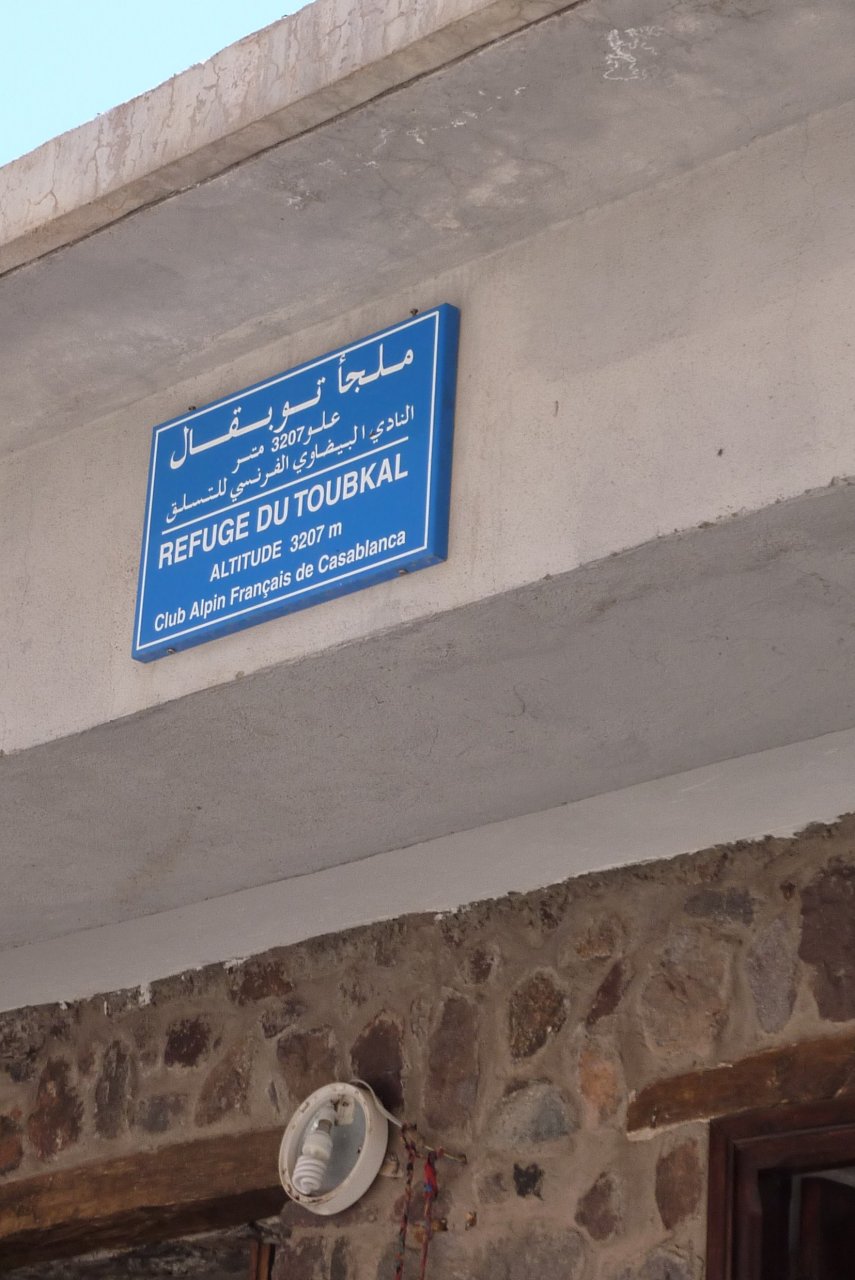 ملجأ توبقال
علو 3207 متر
النادي البيضاوي الفرنسي للتسلق
REFUGE DU TOUBKAL
ALTITUDE 3207 m
Club Alpin Français de Casablanca